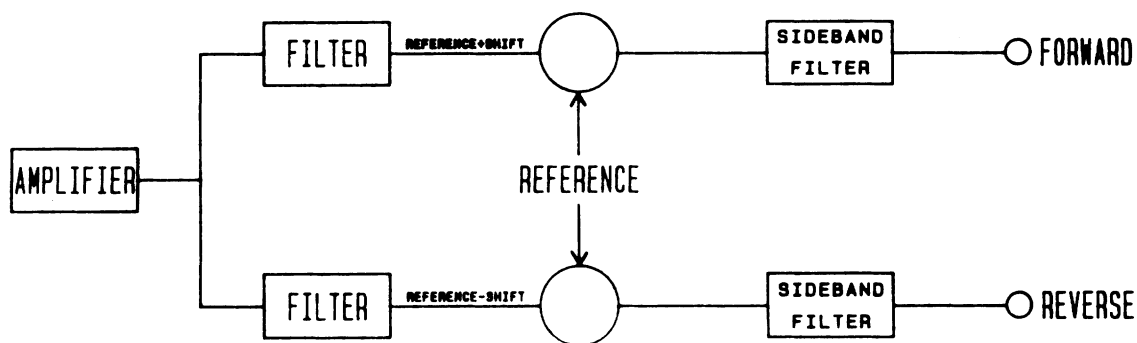 FILTER
REFERENCE+SHIFT
SIDEBAND
FILTER
FORWARD
AMPLIFIER
REFERENCE
FILTER
REFERENCE-SHIFT
SIDEBAND
FILTER
REVERSE